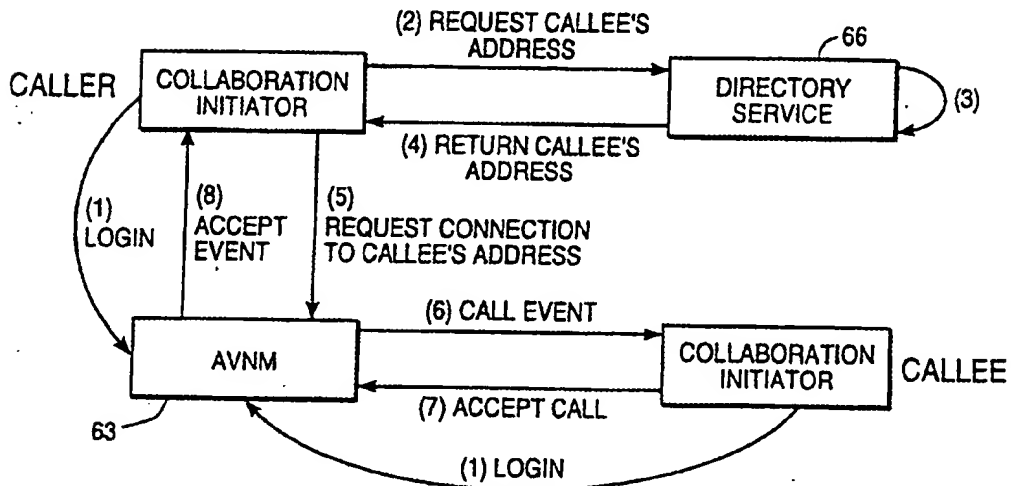 (2) REQUEST CALLEE'S
ADDRESS
66
CALLER
COLLABORATION
INITIATOR
DIRECTORY
SERVICE
(3)
(4) RETURN CALLEE'S
ADDRESS
(1)
LOGIN
(8)
ACCEPT
EVENT
(5)
REQUEST CONNECTION
TO CALLEE'S ADDRESS
(6) CALL EVENT
AVNM
COLLABORATION
INITIATOR
CALLEE
(7) ACCEPT CALL
63
(1) LOGIN